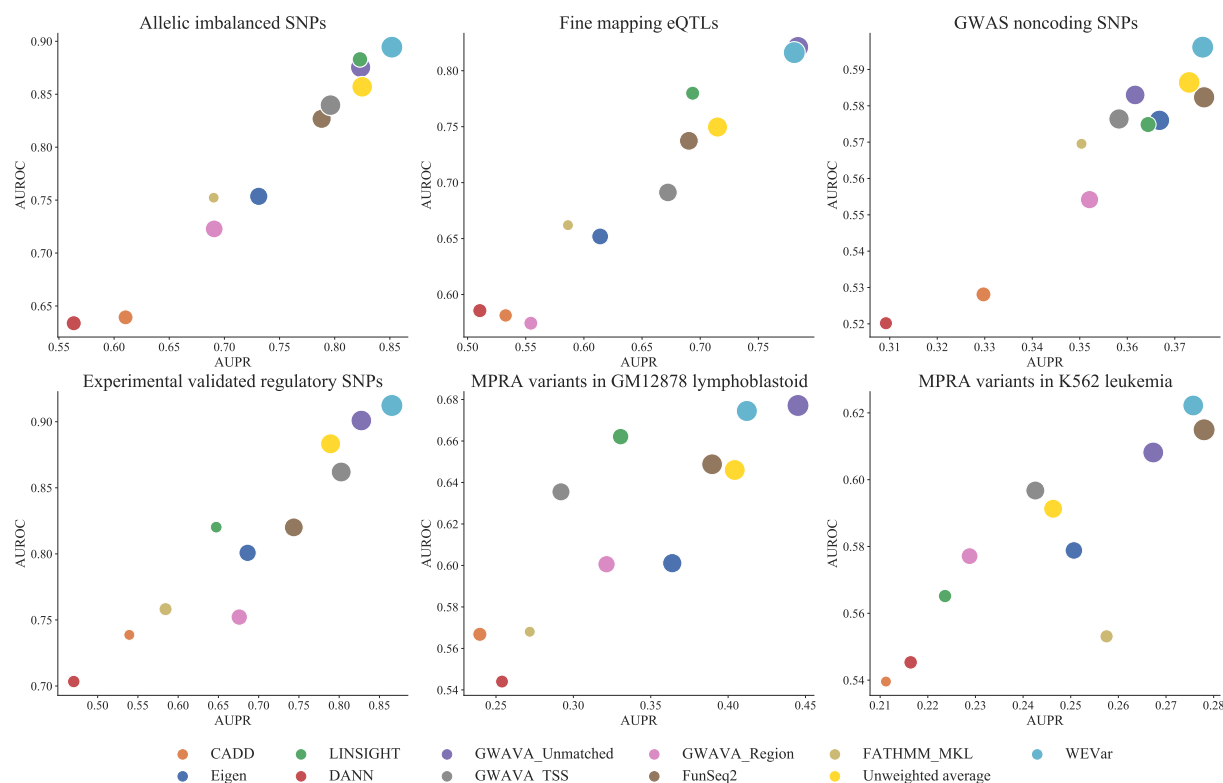 Allelic imbalanced SNPs
0.90
0.85
0.80
0.75
0.70
0.65
AUROC
0.55 0.60 0.65 0.70 0.75 0.80 0.85
AUPR
Fine mapping eQTLs
0.80
0.75
0.70
0.65
0.60
AUROC
0.50 0.55 0.60 0.65 0.70 0.75
AUPR
GWAS noncoding SNPs
0.59
0.58
0.57
0.56
0.55
0.54
0.53
0.52
AUROC
0.31 0.32 0.33 0.34 0.35 0.36 0.37
AUPR
Experimental validated regulatory SNPs
0.90
0.85
0.80
0.75
0.70
AUROC
0.50 0.55 0.60 0.65 0.70 0.75 0.80 0.85
AUPR
MPRA variants in GM12878 lymphoblastoid
0.68
0.66
0.64
0.62
0.60
0.58
0.56
0.54
AUROC
0.25 0.30 0.35 0.40 0.45
AUPR
MPRA variants in K562 leukemia
0.62
0.60
0.58
0.56
0.54
AUROC
0.21 0.22 0.23 0.24 0.25 0.26 0.27 0.28
AUPR
CADD LINSIGHT GWAVA_Unmatched GWAVA_Region FATHMM_MKL WEVar
Eigen DANN GWAVA_TSS FunSeq2 Unweighted average